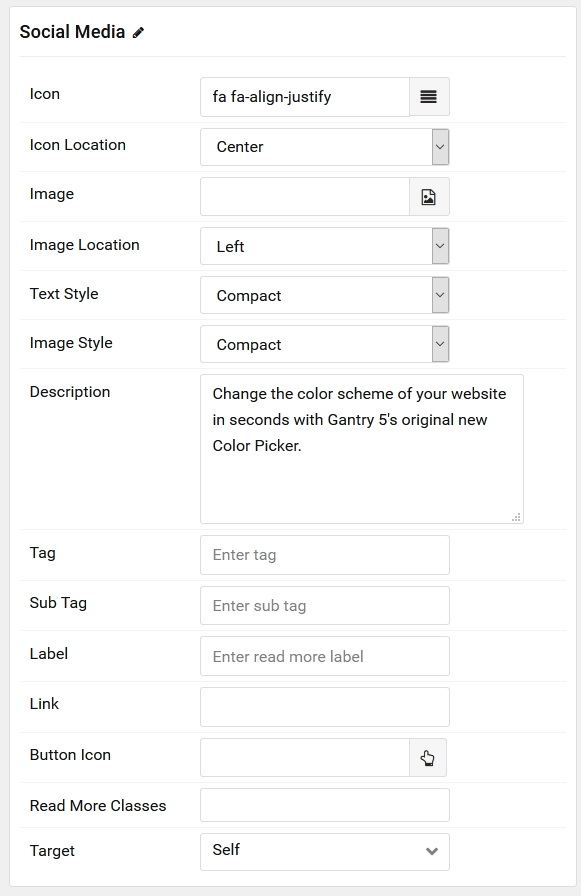 Social Media
Icon
fa fa-align-justify
Icon Location
Center
Image
Image Location
Left
Text Style
Compact
Image Style
Compact
Description
Change the color scheme of your website
in seconds with Gantry 5's original new
Color Picker.
Tag
Enter tag
Sub Tag
Enter sub tag
Label
Enter read more label
Link
Button Icon
Read More Classes
Target
Self